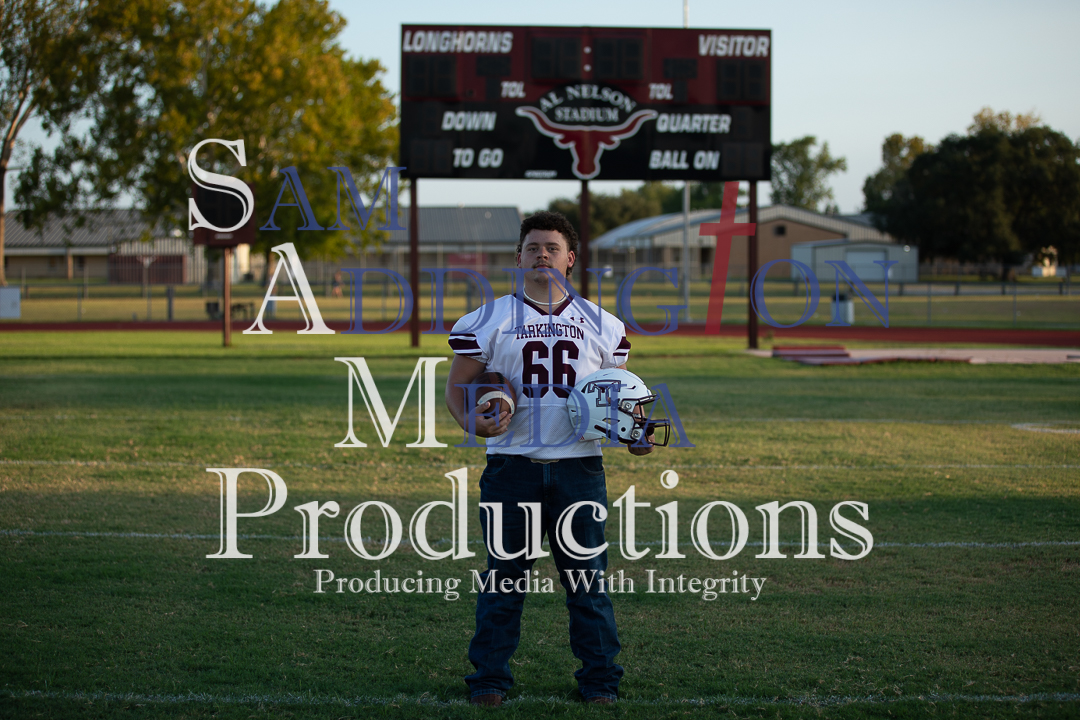 LONGHORNS VISITOR
TOL TOL
AL NELSON
STADIUM
DOWN QUARTER
TO GO BALL ON
SAM
ADDINGTON
MEDIA
Productions
Producing Media With Integrity
TARKINGTON
66
T